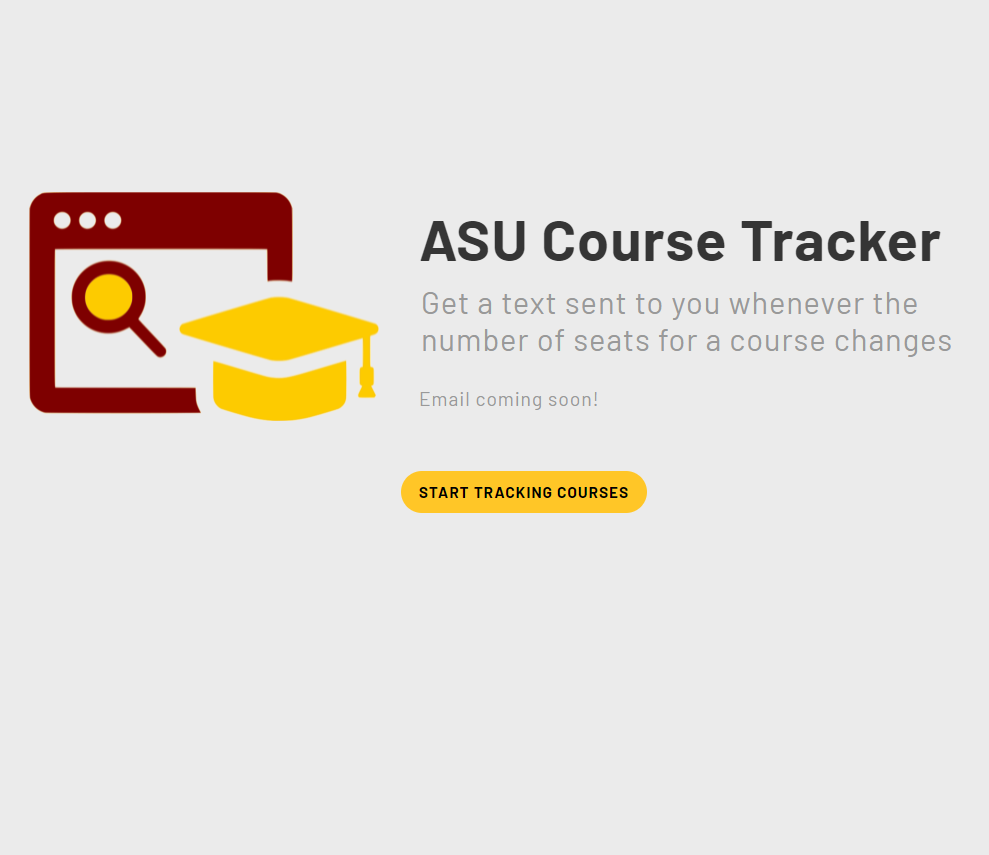 ASU Course Tracker
Get a text sent to you whenever the
number of seats for a course changes
Email coming soon!
START TRACKING COURSES